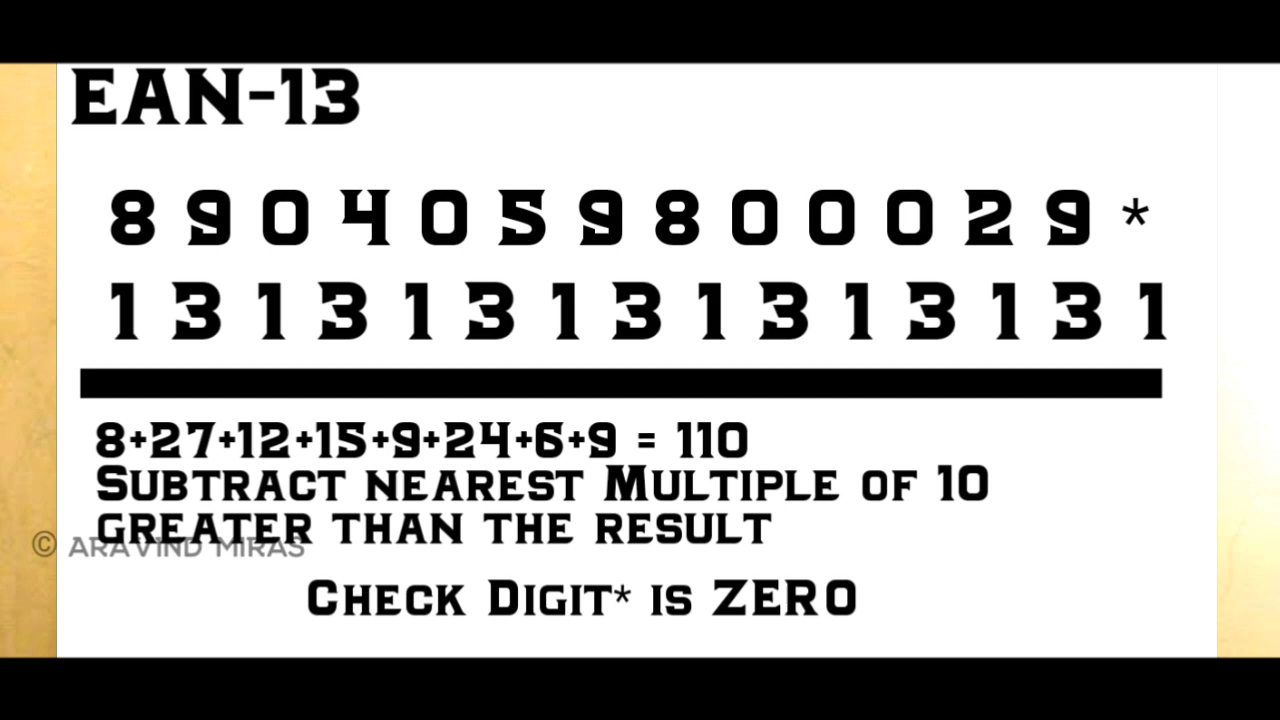 EAN-13
8 9 0 4 0 5 9 8 0 0 0 2 9 *
1 3 1 3 1 3 1 3 1 3 1 3 1 3 1
8+27+12+15+9+24+6+9 = 110
SUBTRACT NEAREST MULTIPLE OF 10
GREATER THAN THE RESULT
© ARAVIND MIRAS
CHECK DIGIT* IS ZERO